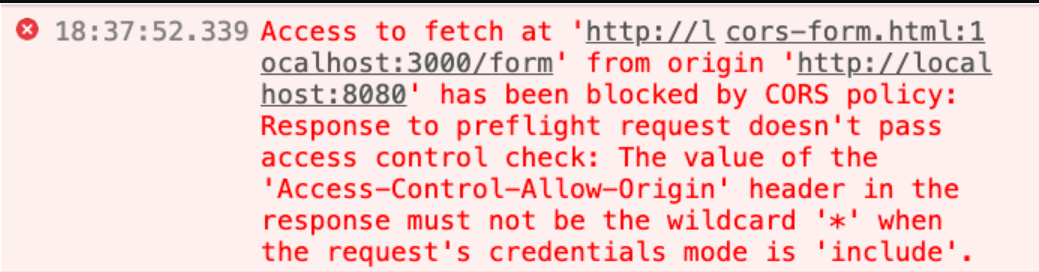 18:37:52.339 Access to fetch at 'http://l cors-form.html:1
ocalhost:3000/form' from origin 'http://local
host:8080' has been blocked by CORS policy:
Response to preflight request doesn't pass
access control check: The value of the
'Access-Control-Allow-Origin' header in the
response must not be the wildcard '*' when
the request's credentials mode is 'include'.